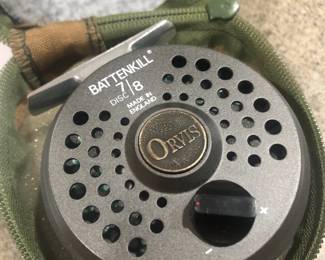 BATTENKILL
7/8
DISC
MADE IN
ENGLAND
ORVIS
+
-